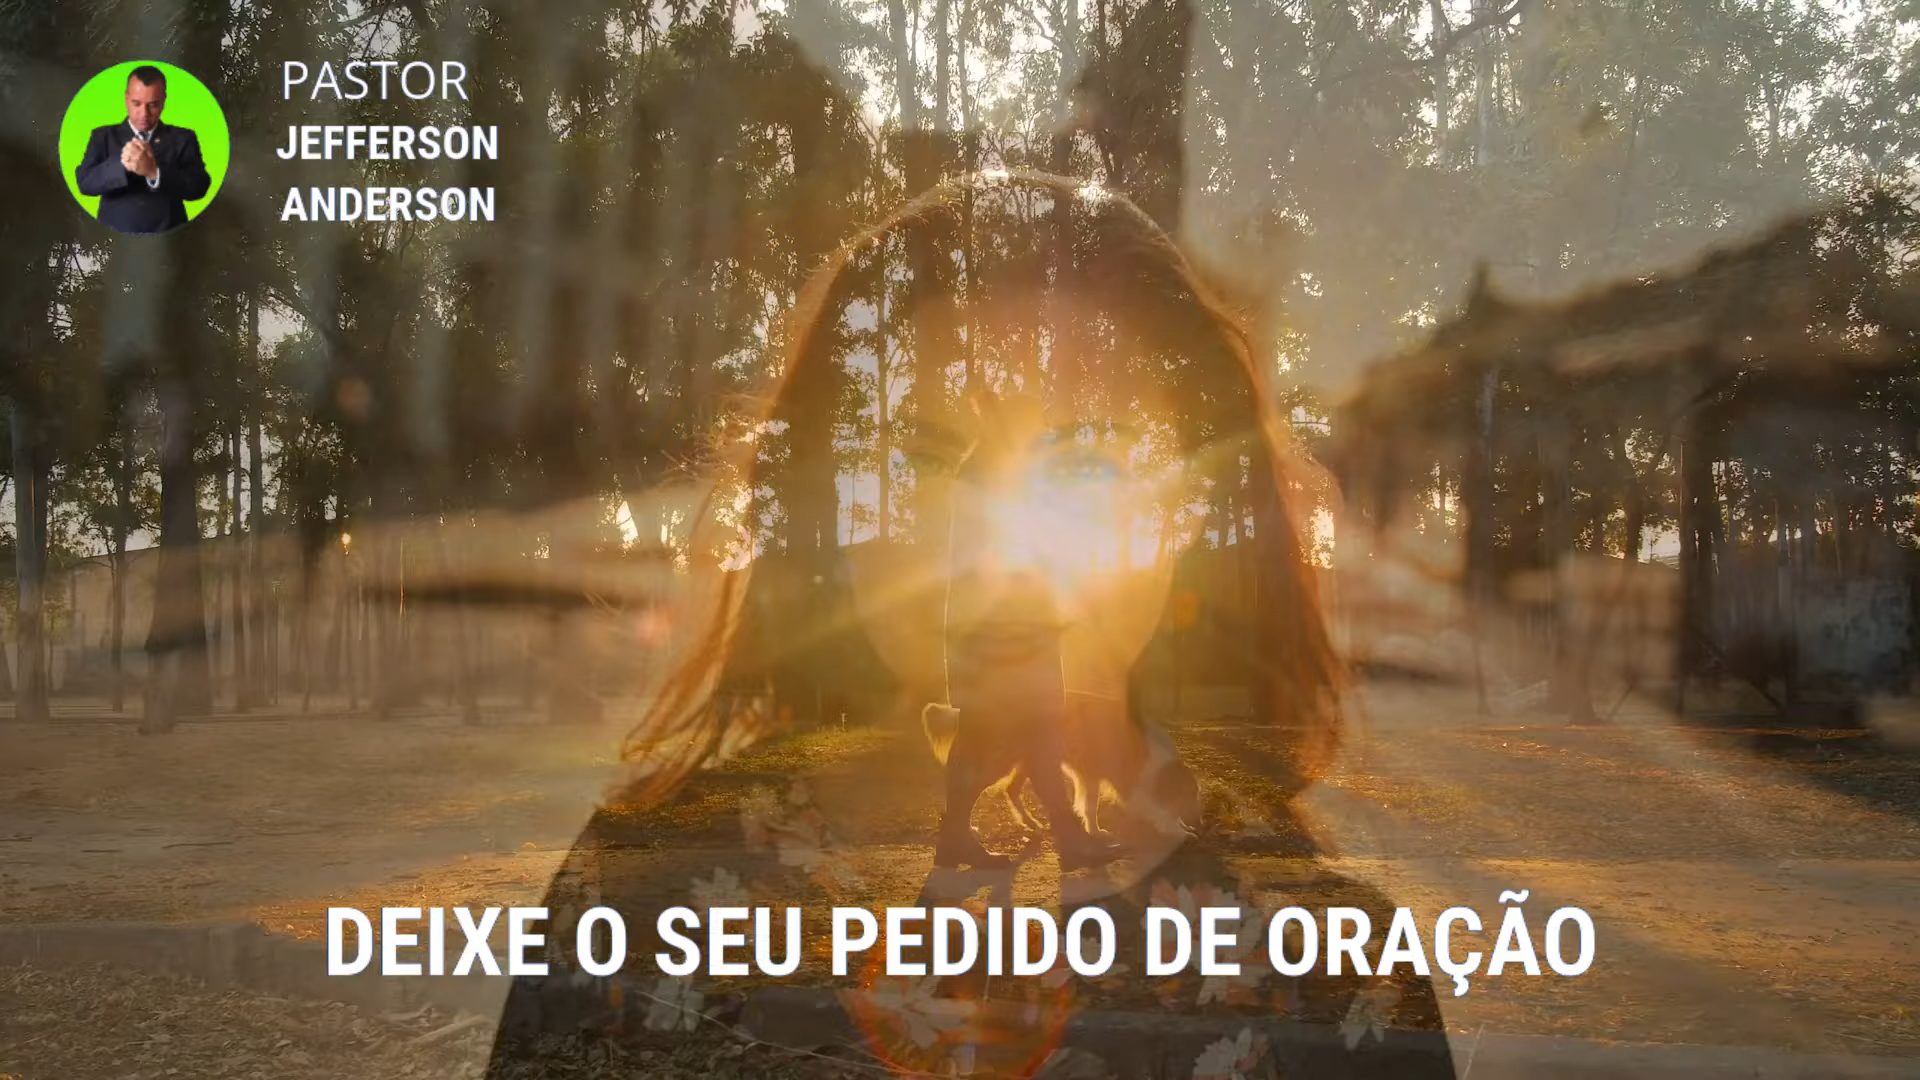 PASTOR
JEFFERSON
ANDERSON
DEIXE O SEU PEDIDO DE ORAÇÃO